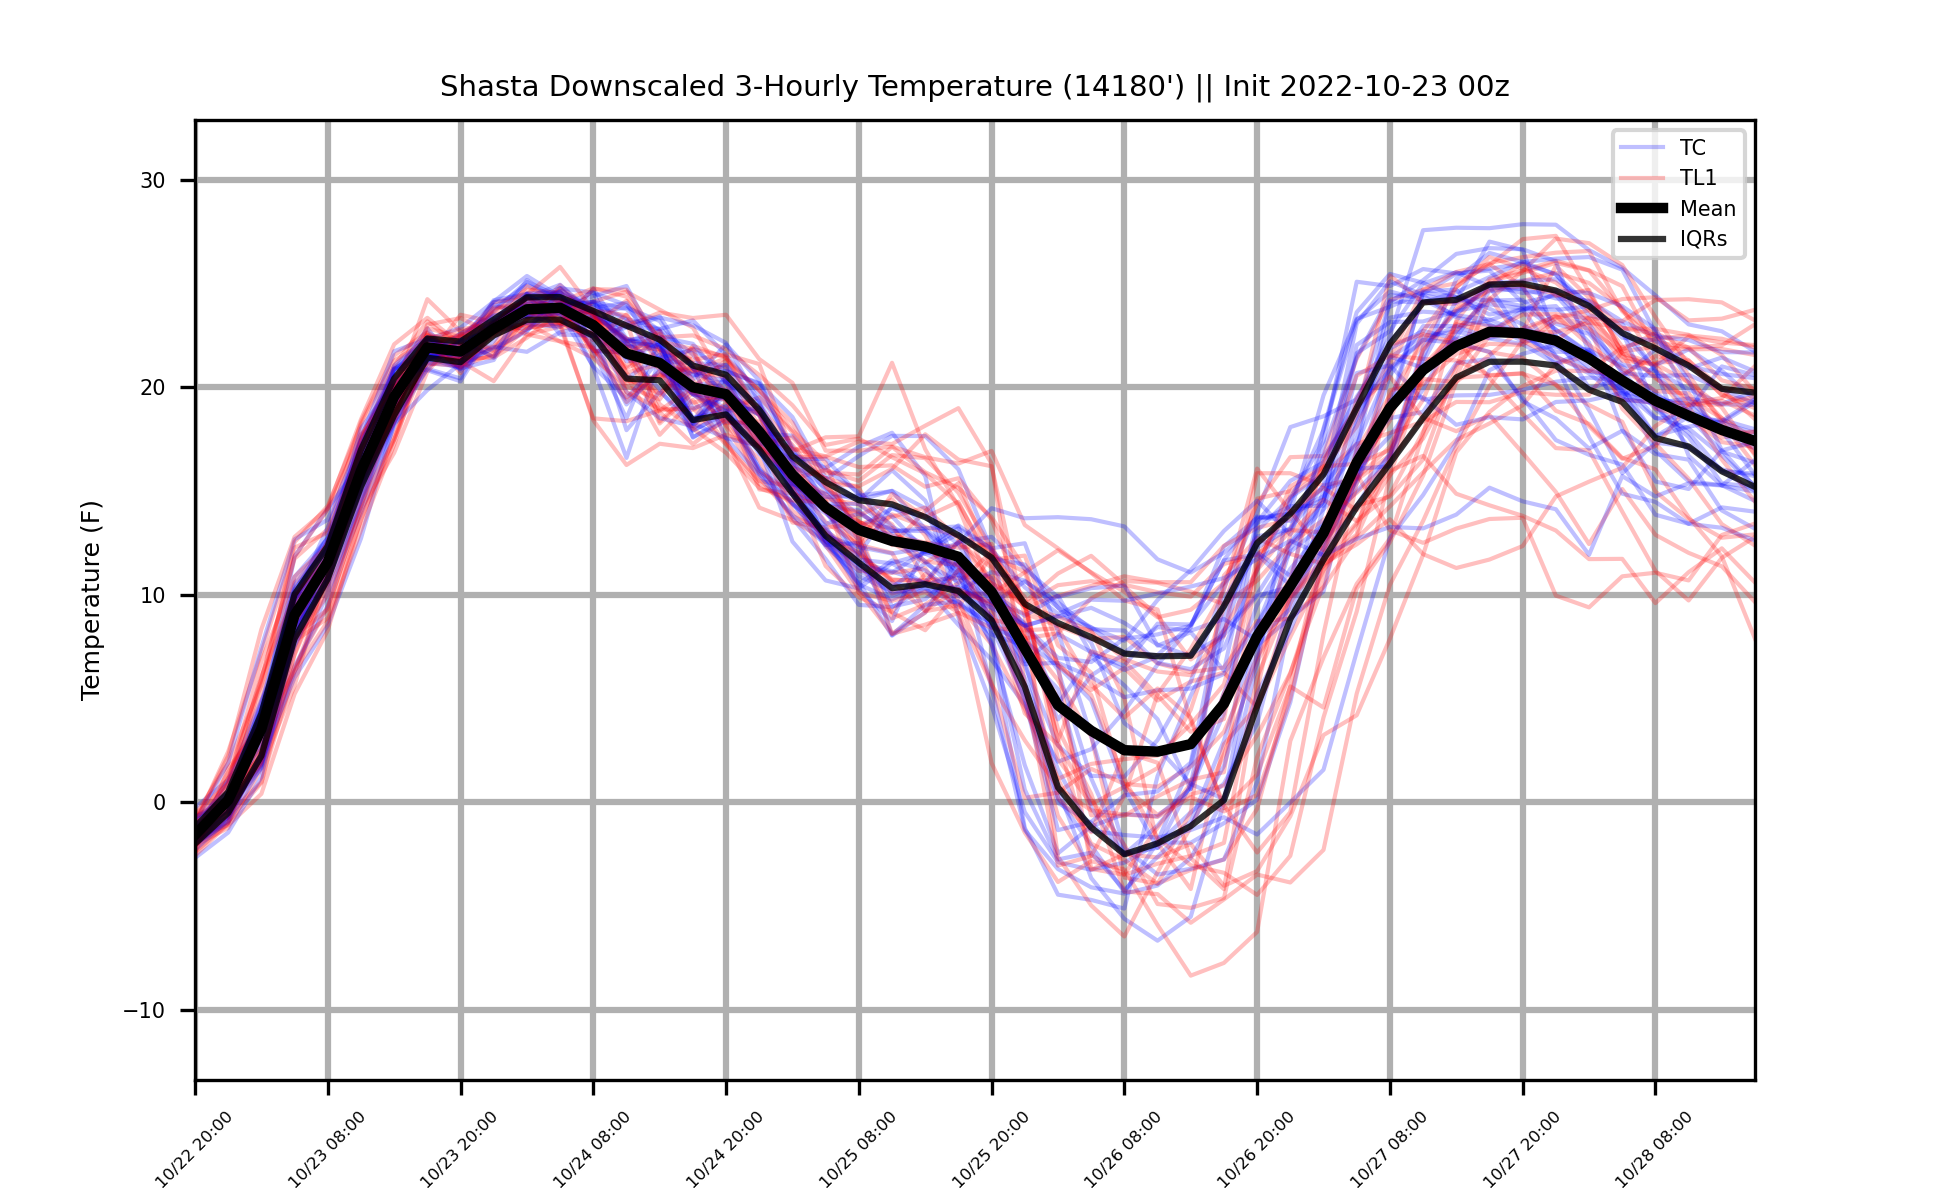 Shasta Downscaled 3-Hourly Temperature (14180') || Init 2022-10-23 00z
TC
TL1
Mean
IQRs
Temperature (F)
30
20
10
0
−10
10/22 20:00
10/23 08:00
10/23 20:00
10/24 08:00
10/24 20:00
10/25 08:00
10/25 20:00
10/26 08:00
10/26 20:00
10/27 08:00
10/27 20:00
10/28 08:00